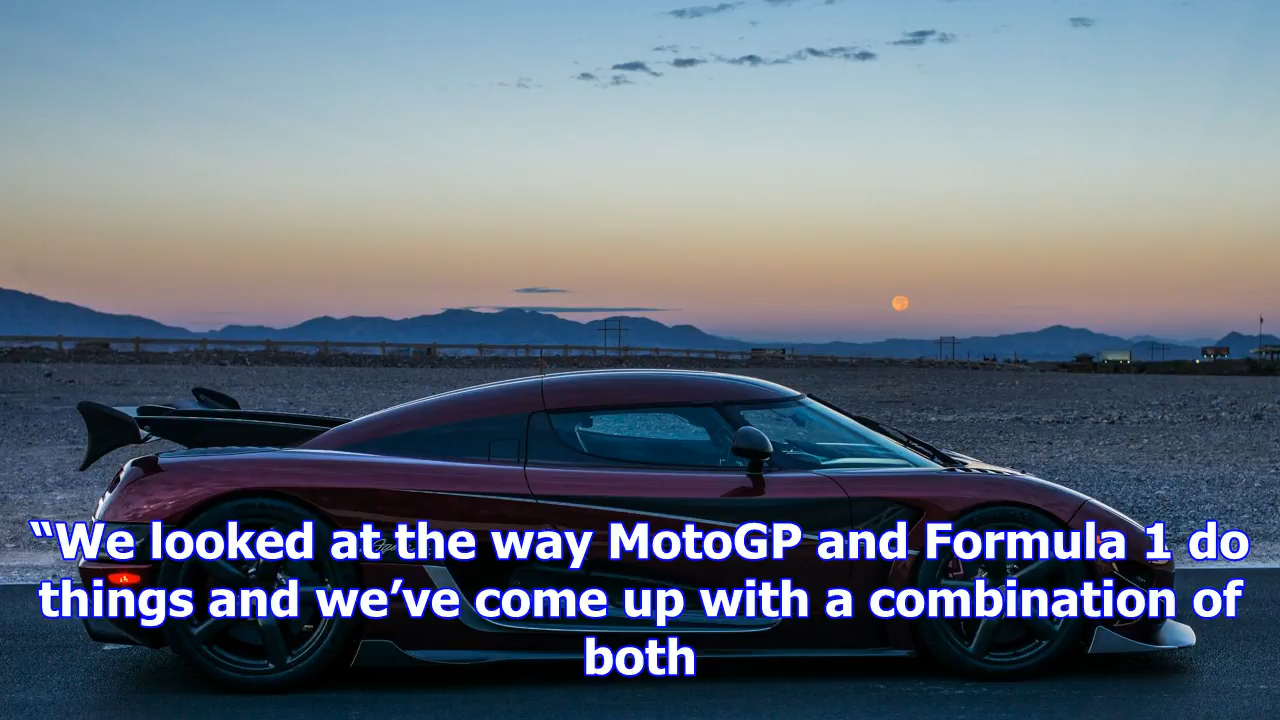 “We looked at the way MotoGP and Formula 1 do
things and we’ve come up with a combination of
both